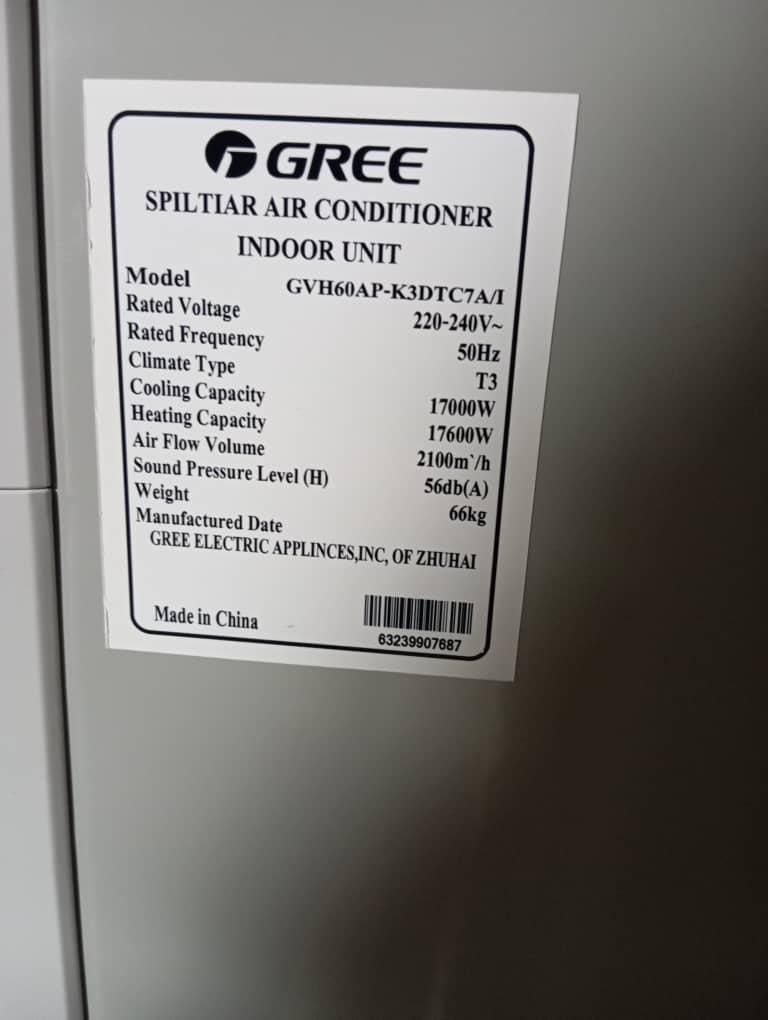 GREE
SPILTIAR AIR CONDITIONER
INDOOR UNIT
Model GVH60AP-K3DTC7A/I
Rated Voltage 220-240V~
Rated Frequency 50Hz
Climate Type T3
Cooling Capacity 17000W
Heating Capacity 17600W
Air Flow Volume 2100m`/h
Sound Pressure Level (H) 56db(A)
Weight 66kg
Manufactured Date
GREE ELECTRIC APPLINCES,INC, OF ZHUHAI
Made in China
63239907687